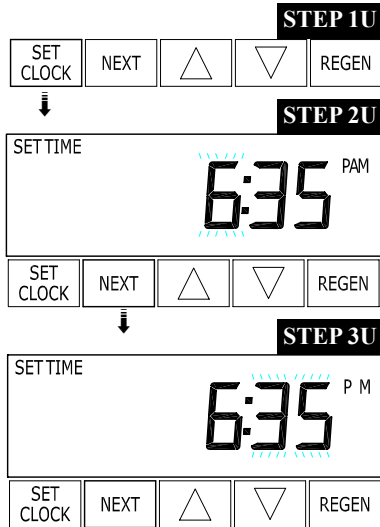 STEP 1U
SET CLOCK NEXT REGEN
STEP 2U
SET TIME
6:35 PAM
SET CLOCK NEXT REGEN
STEP 3U
SET TIME
6:35 P M
SET CLOCK NEXT REGEN